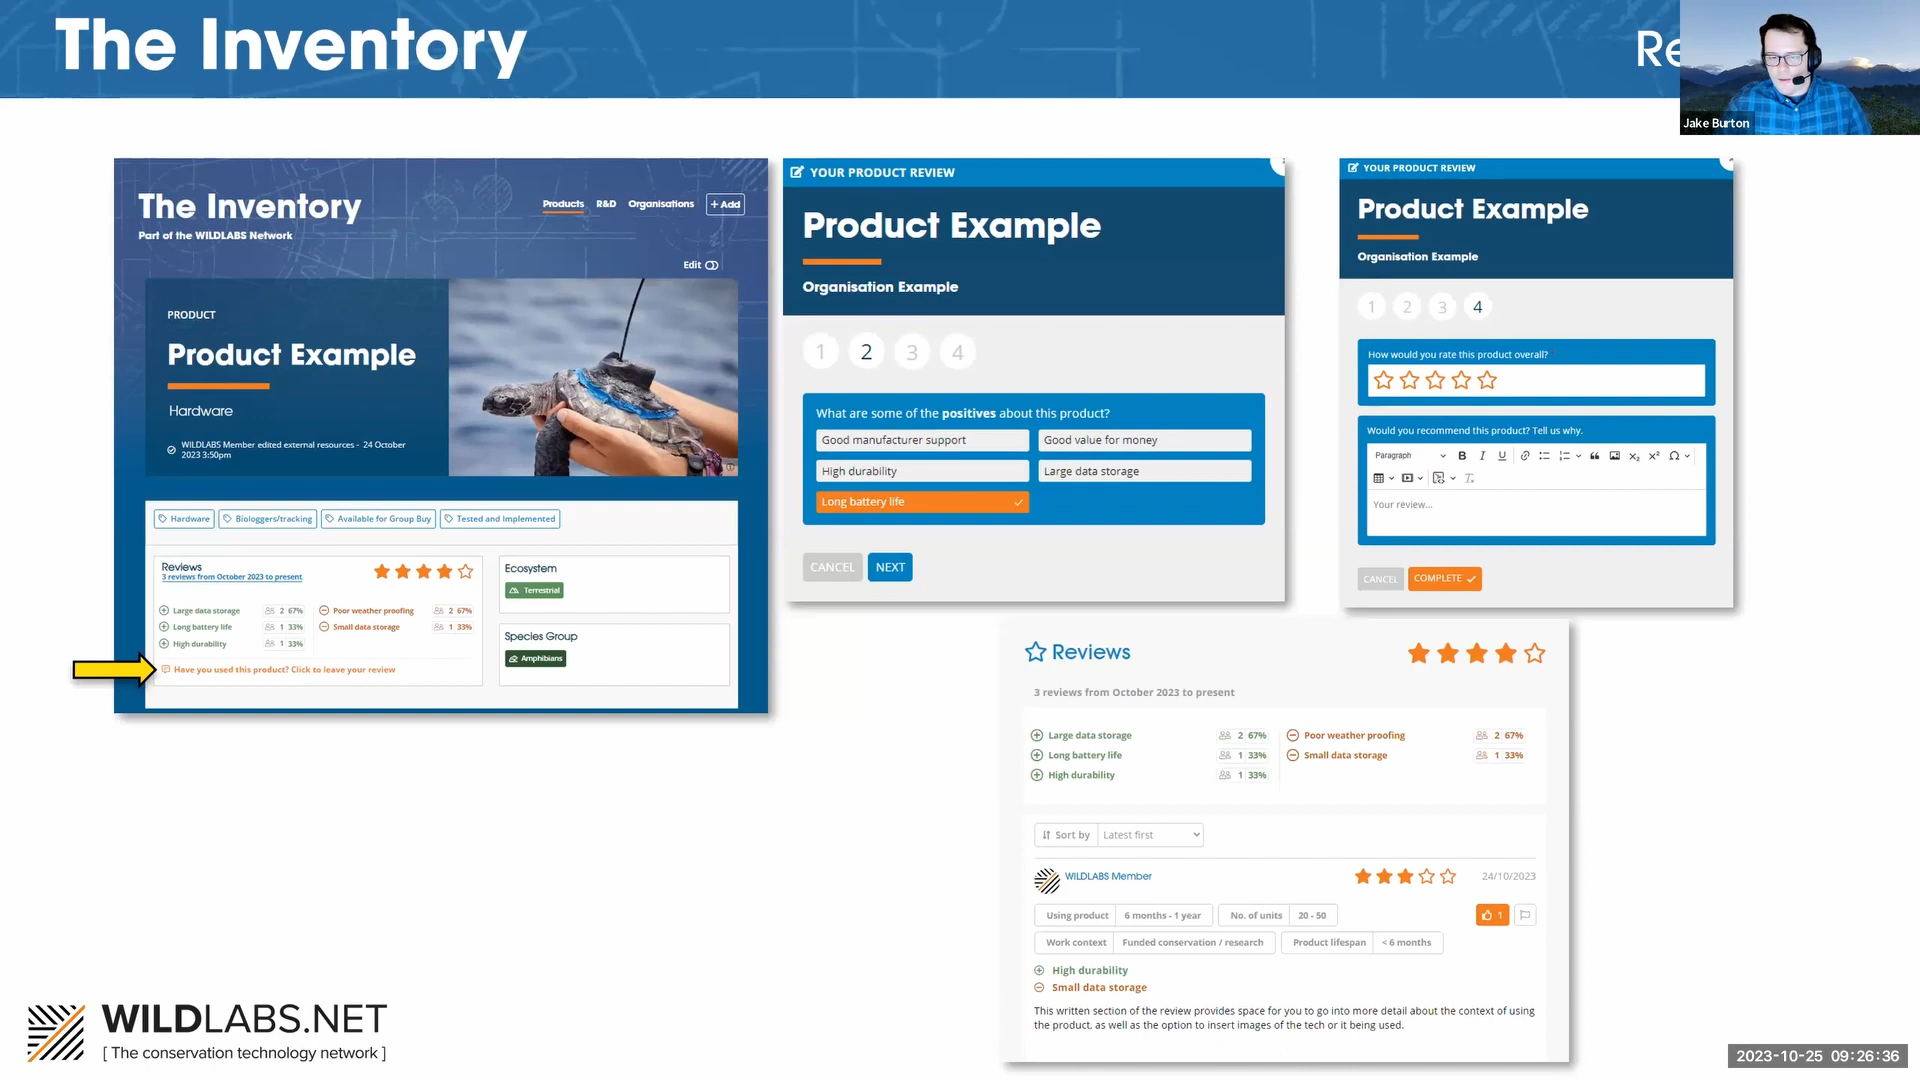 The Inventory
Re
Jake Burton
The Inventory
Part of the WILDLABS Network
Products R&D Organisations + Add
Edit
PRODUCT
Product Example
Hardware
WILDLABS Member edited external resources - 24 October
2023 3:50pm
Hardware Biologgers/tracking Available for Group Buy Tested and Implemented
Reviews
3 reviews from October 2023 to present
Large data storage 2 67% Poor weather proofing 2 67%
Long battery life 1 33% Small data storage 1 33%
High durability 1 33%
Have you used this product? Click to leave your review
Ecosystem
Terrestrial
Species Group
Amphibians
YOUR PRODUCT REVIEW
Product Example
Organisation Example
1 2 3 4
What are some of the positives about this product?
Good manufacturer support Good value for money
High durability Large data storage
Long battery life
CANCEL NEXT
YOUR PRODUCT REVIEW
Product Example
Organisation Example
1 2 3 4
How would you rate this product overall?
Would you recommend this product? Tell us why.
Paragraph B I U
Your review...
CANCEL COMPLETE
Reviews
3 reviews from October 2023 to present
Large data storage 2 67% Poor weather proofing 2 67%
Long battery life 1 33% Small data storage 1 33%
High durability 1 33%
Sort by Latest first
WILDLABS Member 24/10/2023
Using product 6 months - 1 year No. of units 20 - 50 1
Work context Funded conservation / research Product lifespan < 6 months
High durability
Small data storage
This written section of the review provides space for you to go into more detail about the context of using
the product, as well as the option to insert images of the tech or it being used.
WILDLABS.NET
[ The conservation technology network ]
2023-10-25 09:26:36